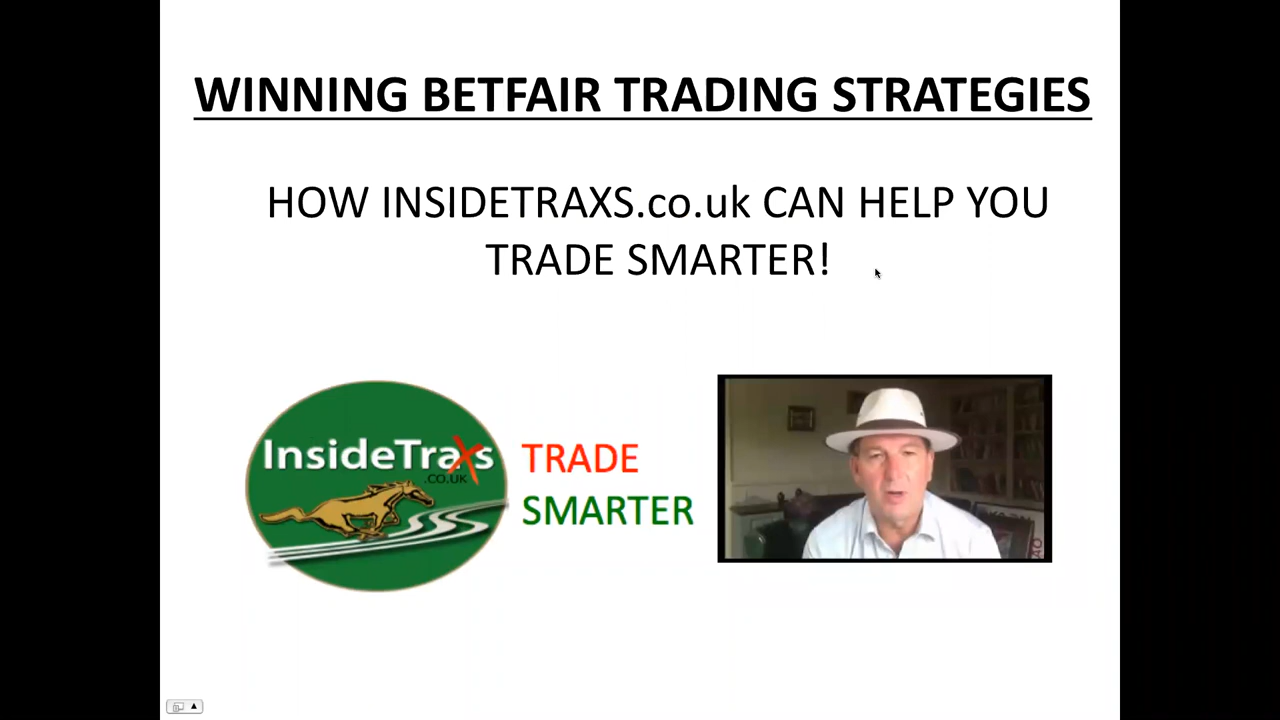 WINNING BETFAIR TRADING STRATEGIES
HOW INSIDETRAXS.co.uk CAN HELP YOU
TRADE SMARTER!
InsideTraxs
.CO.UK
TRADE
SMARTER